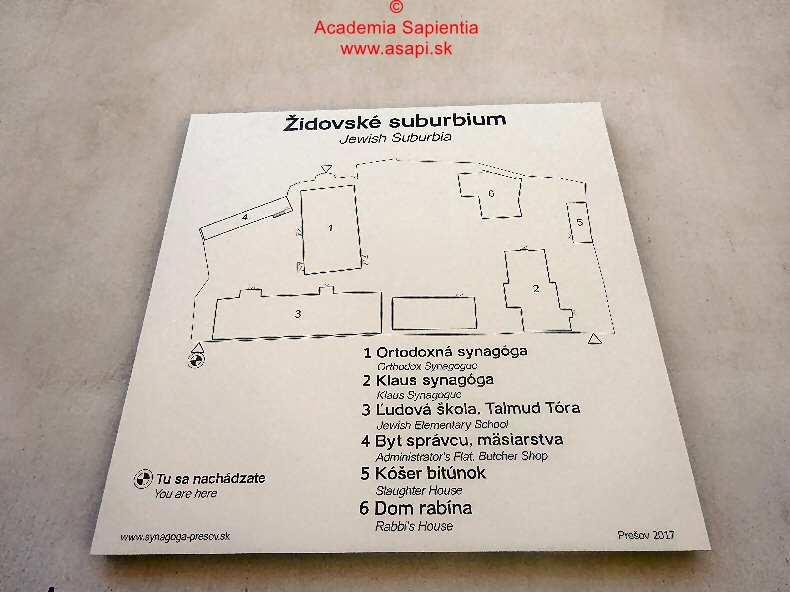 ©
Academia Sapientia
www.asapi.sk
Židovské suburbium
Jewish Suburbia
6
4
5
1
2
3
1 Ortodoxná synagóga
Orthodox Synagogue
2 Klaus synagóga
Klaus Synagogue
3 Ľudová škola, Talmud Tóra
Jewish Elementary School
4 Byt správcu, mäsiarstva
Administrator's Flat, Butcher Shop
5 Kóšer bitúnok
Slaughter House
6 Dom rabína
Rabbi's House
Tu sa nachádzate
You are here
www.synagoga-presov.sk
Prešov 2017